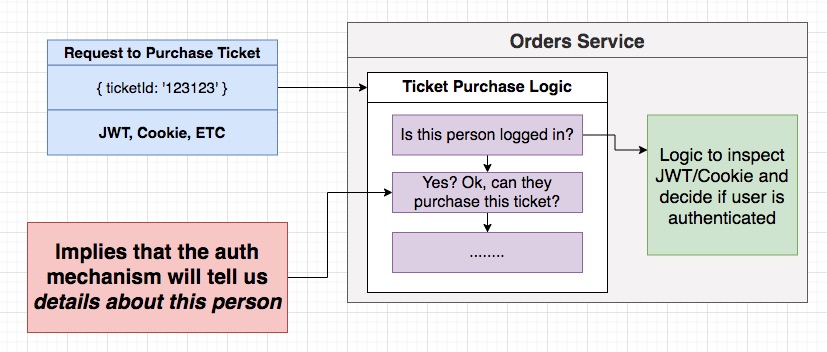 Request to Purchase Ticket
{ ticketId: '123123' }
JWT, Cookie, ETC
Orders Service
Ticket Purchase Logic
Is this person logged in?
Yes? Ok, can they
purchase this ticket?
........
Logic to inspect
JWT/Cookie and
decide if user is
authenticated
Implies that the auth
mechanism will tell us
details about this person